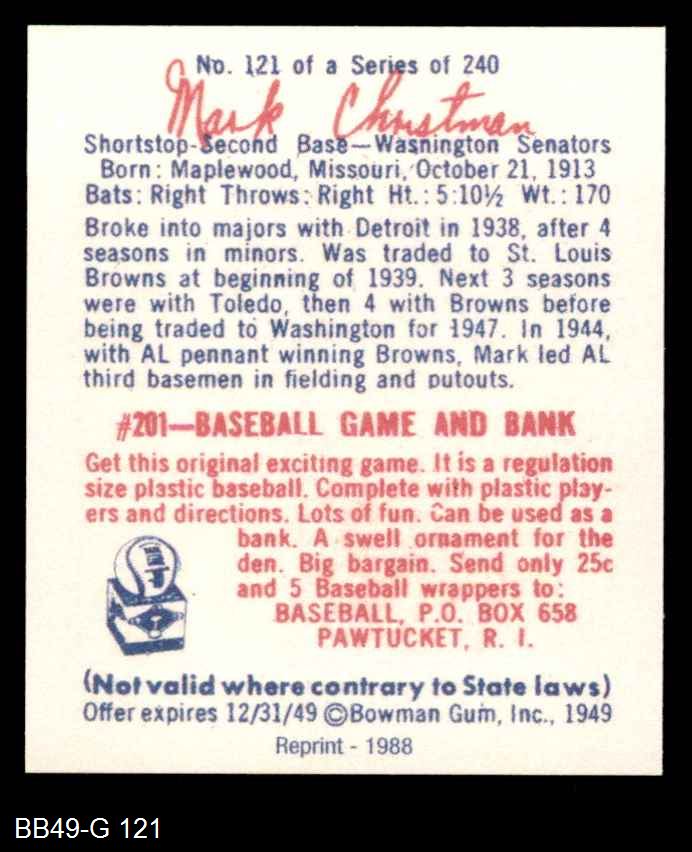 No. 121 of a Series of 240
Mark Christman
Shortstop-Second Base—Washington Senators
Born: Maplewood, Missouri, October 21, 1913
Bats: Right Throws: Right Ht.: 5:10½ Wt.: 170
Broke into majors with Detroit in 1938, after 4
seasons in minors. Was traded to St. Louis
Browns at beginning of 1939. Next 3 seasons
were with Toledo, then 4 with Browns before
being traded to Washington for 1947. In 1944,
with AL pennant winning Browns, Mark led AL
third basemen in fielding and putouts.
#201—BASEBALL GAME AND BANK
Get this original exciting game. It is a regulation
size plastic baseball. Complete with plastic play-
ers and directions. Lots of fun. Can be used as a
bank. A swell ornament for the
den. Big bargain. Send only 25c
and 5 Baseball wrappers to:
BASEBALL, P.O. BOX 658
PAWTUCKET, R. I.
(Not valid where contrary to State laws)
Offer expires 12/31/49 ©Bowman Gum, Inc., 1949
Reprint - 1988
BB49-G 121